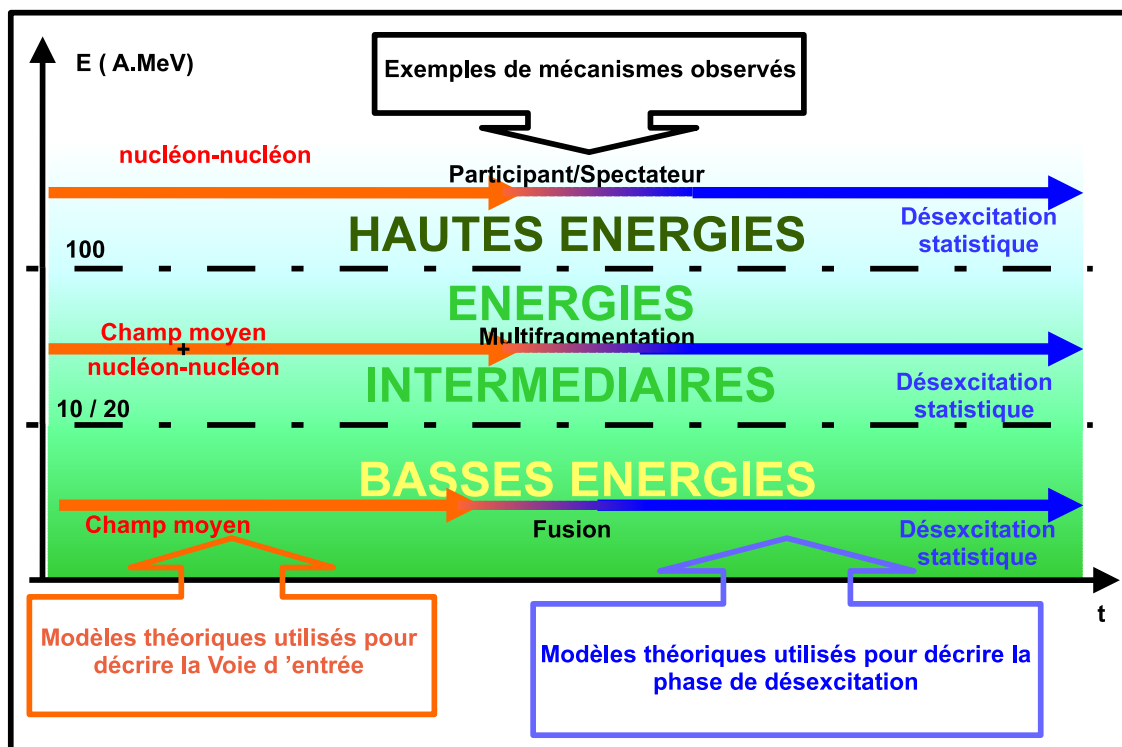 E ( A.MeV)
Exemples de mécanismes observés
nucléon-nucléon
Participant/Spectateur
HAUTES ENERGIES
Désexcitation
statistique
100
ENERGIES
Champ moyen
+
nucléon-nucléon
Multifragmentation
INTERMEDIAIRES
Désexcitation
statistique
10 / 20
BASSES ENERGIES
Champ moyen
Fusion
Désexcitation
statistique
t
Modèles théoriques utilisés pour
décrire la Voie d ’entrée
Modèles théoriques utilisés pour décrire la
phase de désexcitation